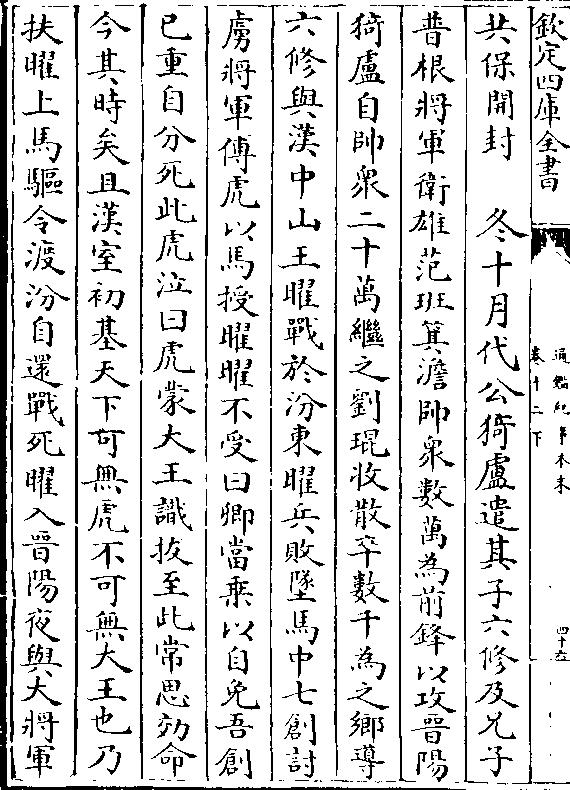 欽定四庫全書
通鑑紀事本末
卷十二下
共保開封　冬十月代公猗盧遣其子六修及兄子
普根將軍衛雄范班箕澹帥衆數萬為前鋒以攻晉陽
猗盧自帥衆二十萬繼之劉琨收散卒數千為之鄉導
六修與漢中山王曜戰於汾東曜兵敗墜馬中七創討
虜將軍傅虎以馬授曜曜不受曰卿當乗以自免吾創
已重自分死此虎泣曰虎蒙大王識抜至此常思効命
今其時矣且漢室初基天下可無虎不可無大王也乃
扶曜上馬驅令渡汾自還戰死曜入晉陽夜與大將軍